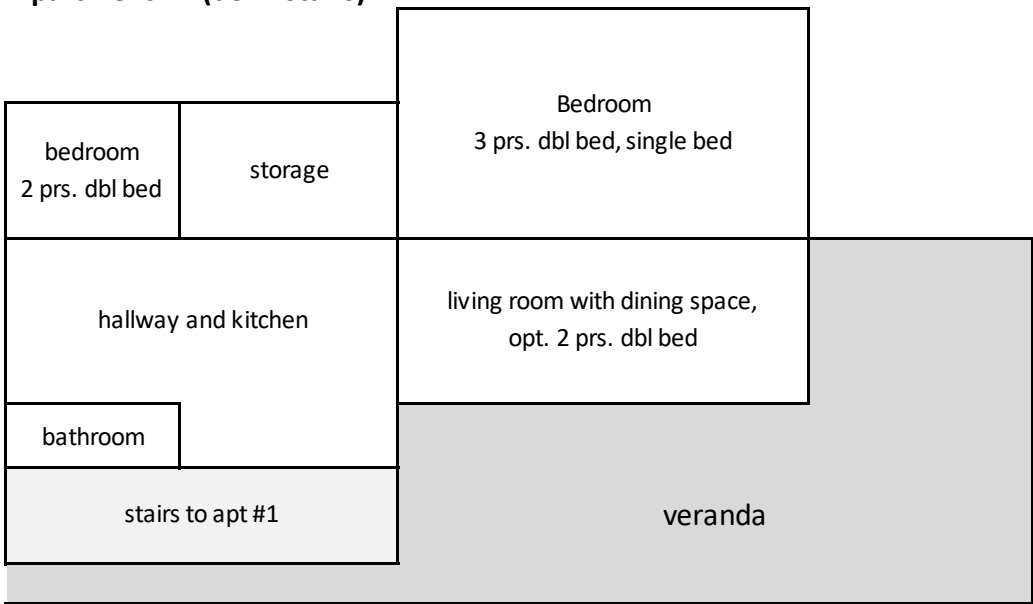 Bedroom
3 prs. dbl bed, single bed
bedroom
2 prs. dbl bed
storage
hallway and kitchen
living room with dining space,
opt. 2 prs. dbl bed
bathroom
stairs to apt #1
veranda